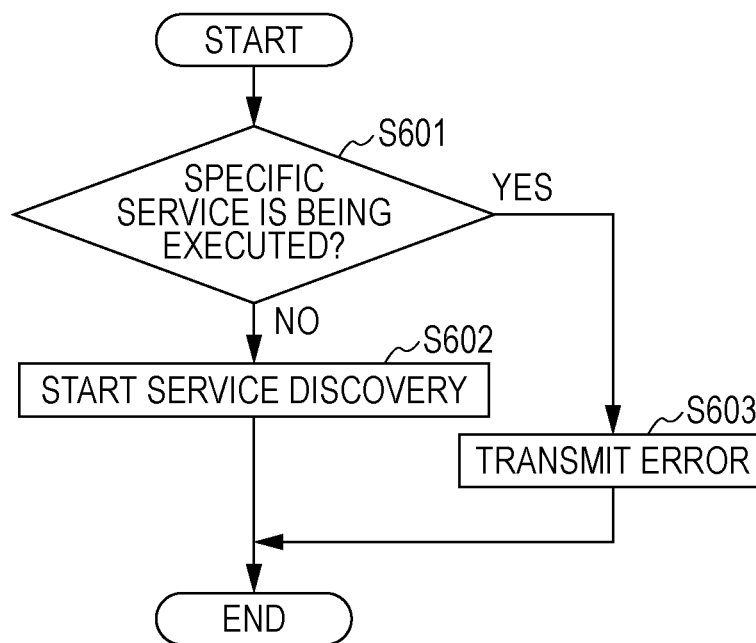 START
S601
SPECIFIC
SERVICE IS BEING
EXECUTED?
YES
NO
S602
START SERVICE DISCOVERY
S603
TRANSMIT ERROR
END